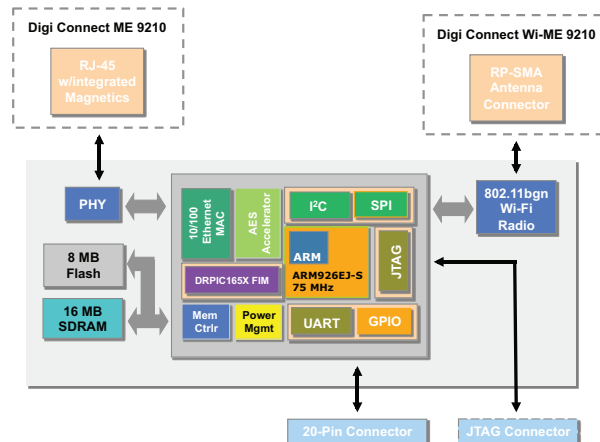 Digi Connect ME 9210
RJ-45
w/integrated
Magnetics
Digi Connect Wi-ME 9210
RP-SMA
Antenna
Connector
PHY
10/100
Ethernet
MAC
AES
Accelerator
I²C
SPI
802.11bgn
Wi-Fi
Radio
8 MB
Flash
ARM
ARM926EJ-S
75 MHz
JTAG
DRPIC165X FIM
16 MB
SDRAM
Mem
Ctrlr
Power
Mgmt
UART
GPIO
20-Pin Connector
JTAG Connector